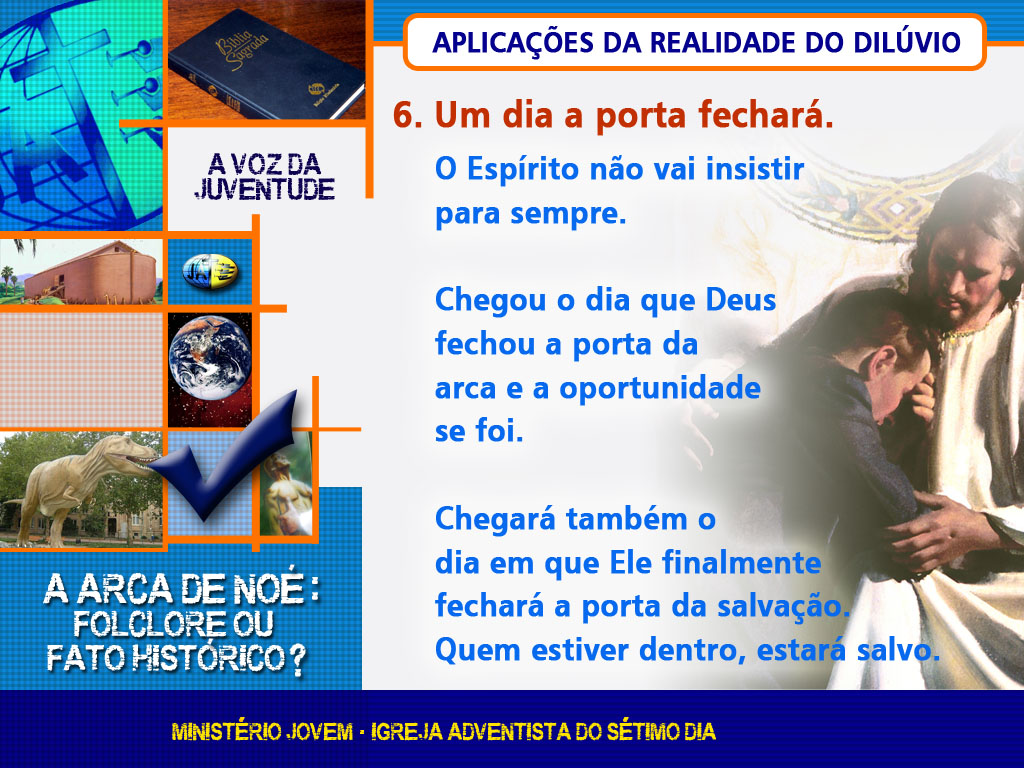 APLICAÇÕES DA REALIDADE DO DILÚVIO
Bíblia
Sagrada
A VOZ DA
JUVENTUDE
6. Um dia a porta fechará.
O Espírito não vai insistir
para sempre.
Chegou o dia que Deus
fechou a porta da
arca e a oportunidade
se foi.
Chegará também o
dia em que Ele finalmente
fechará a porta da salvação.
Quem estiver dentro, estará salvo.
A ARCA DE NOÉ:
FOLCLORE OU
FATO HISTÓRICO?
MINISTÉRIO JOVEM - IGREJA ADVENTISTA DO SÉTIMO DIA